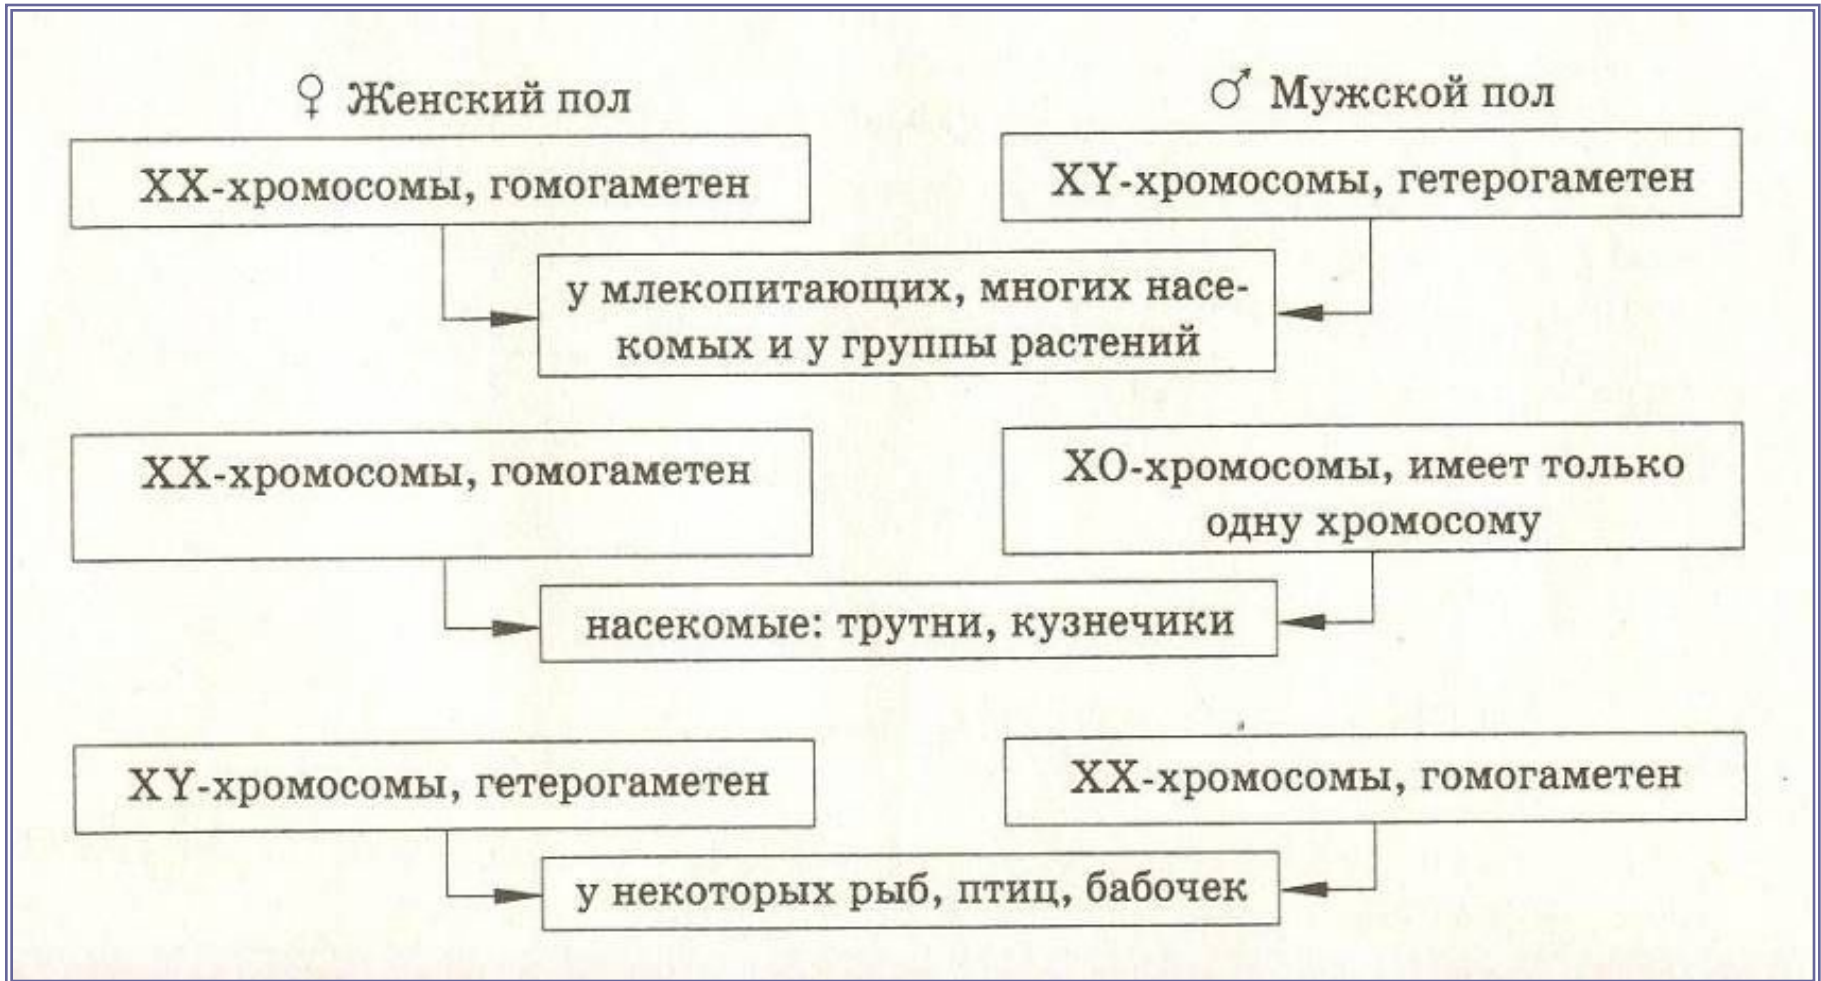 ♀ Женский пол
♂ Мужской пол
XX-хромосомы, гомогаметен
XY-хромосомы, гетерогаметен
у млекопитающих, многих насе-
комых и у группы растений
XX-хромосомы, гомогаметен
XO-хромосомы, имеет только
одну хромосому
насекомые: трутни, кузнечики
XY-хромосомы, гетерогаметен
XX-хромосомы, гомогаметен
у некоторых рыб, птиц, бабочек